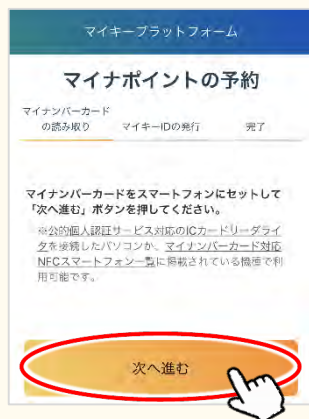 マイキープラットフォーム
マイナポイントの予約
マイナンバーカード
の読み取り マイキーIDの発行 完了
マイナンバーカードをスマートフォンにセットして
「次へ進む」ボタンを押してください。
※公的個人認証サービス対応のICカードリーダライ
タを接続したパソコンか、マイナンバーカード対応
NFCスマートフォン一覧に掲載されている機種で利
用可能です。
次へ進む